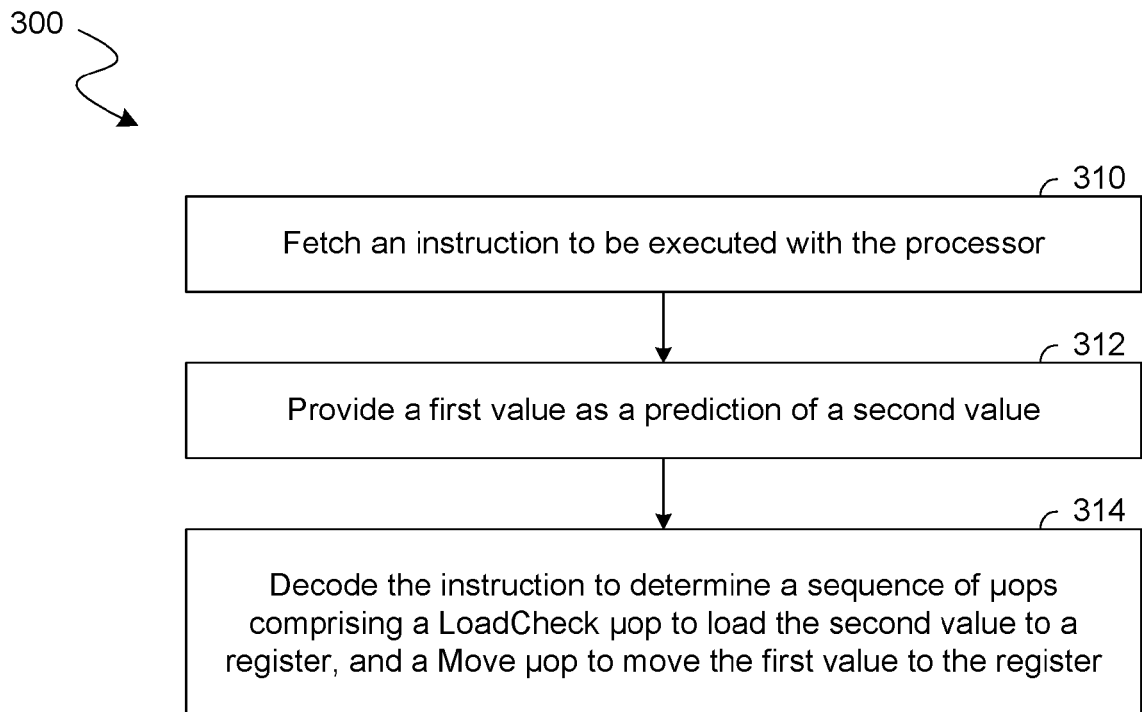 300
310
Fetch an instruction to be executed with the processor
312
Provide a first value as a prediction of a second value
314
Decode the instruction to determine a sequence of μops
comprising a LoadCheck μop to load the second value to a
register, and a Move μop to move the first value to the register